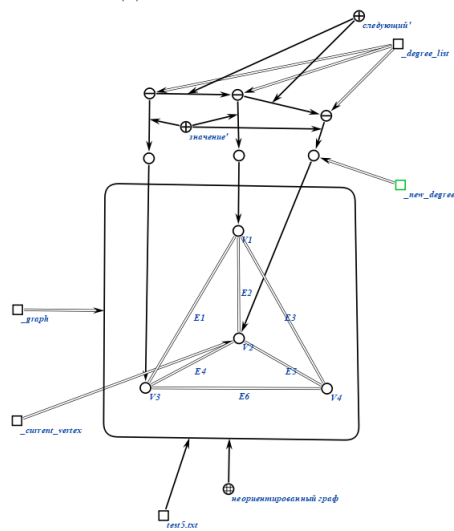 следующий'
_degree_list
значение'
_new_degree
V1
E2
_graph
E1
E3
V2
E4
E5
V3
E6
V4
_current_vertex
неориентированный граф
test5.txt